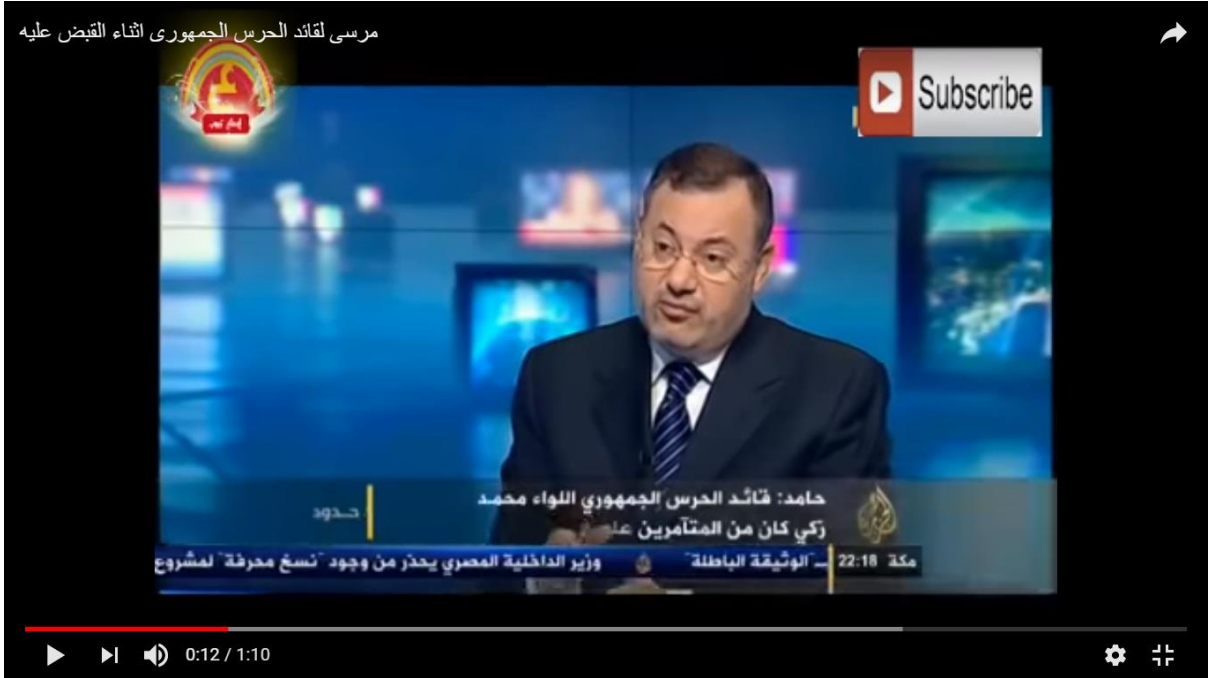 مرسى لقائد الحرس الجمهورى اثناء القبض عليه
Subscribe
حامد: قائد الحرس الجمهوري اللواء محمد
زكي كان من المتآمرين
حدود
مكة 22:18
ـ"الوثيقة الباطلة"
وزير الداخلية المصري يحذر من وجود "نسخ محرفة" لمشروع
0:12 / 1:10